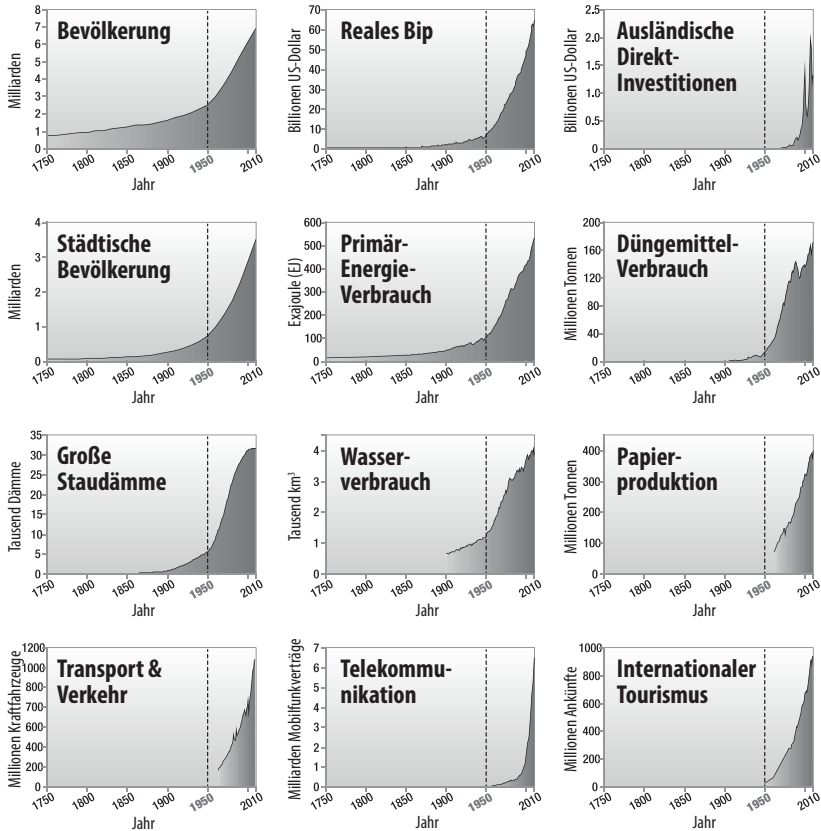 Bevölkerung
Milliarden
8
7
6
5
4
3
2
1
0
1750 1800 1850 1900 1950 2010
Jahr
Reales Bip
Billionen US-Dollar
70
60
50
40
30
20
10
0
1750 1800 1850 1900 1950 2010
Jahr
Ausländische
Direkt-
Investitionen
Billionen US-Dollar
2.5
2.0
1.5
1.0
0.5
0
1750 1800 1850 1900 1950 2010
Jahr
Städtische
Bevölkerung
Milliarden
4
3
2
1
0
1750 1800 1850 1900 1950 2010
Jahr
Primär-
Energie-
Verbrauch
Exajoule (EJ)
600
500
400
300
200
100
0
1750 1800 1850 1900 1950 2010
Jahr
Düngemittel-
Verbrauch
Millionen Tonnen
200
160
120
80
40
0
1750 1800 1850 1900 1950 2010
Jahr
Große
Staudämme
Tausend Dämme
35
30
25
20
15
10
5
0
1750 1800 1850 1900 1950 2010
Jahr
Wasser-
verbrauch
Tausend km³
4
3
2
1
0
1750 1800 1850 1900 1950 2010
Jahr
Papier-
produktion
Millionen Tonnen
400
300
200
100
0
1750 1800 1850 1900 1950 2010
Jahr
Transport &
Verkehr
Millionen Kraftfahrzeuge
1200
1000
800
700
600
400
200
0
1750 1800 1850 1900 1950 2010
Jahr
Telekommu-
nikation
Milliarden Mobilfunkverträge
7
6
5
4
3
2
1
0
1750 1800 1850 1900 1950 2010
Jahr
Internationaler
Tourismus
Millionen Ankünfte
1000
800
600
400
200
0
1750 1800 1850 1900 1950 2010
Jahr